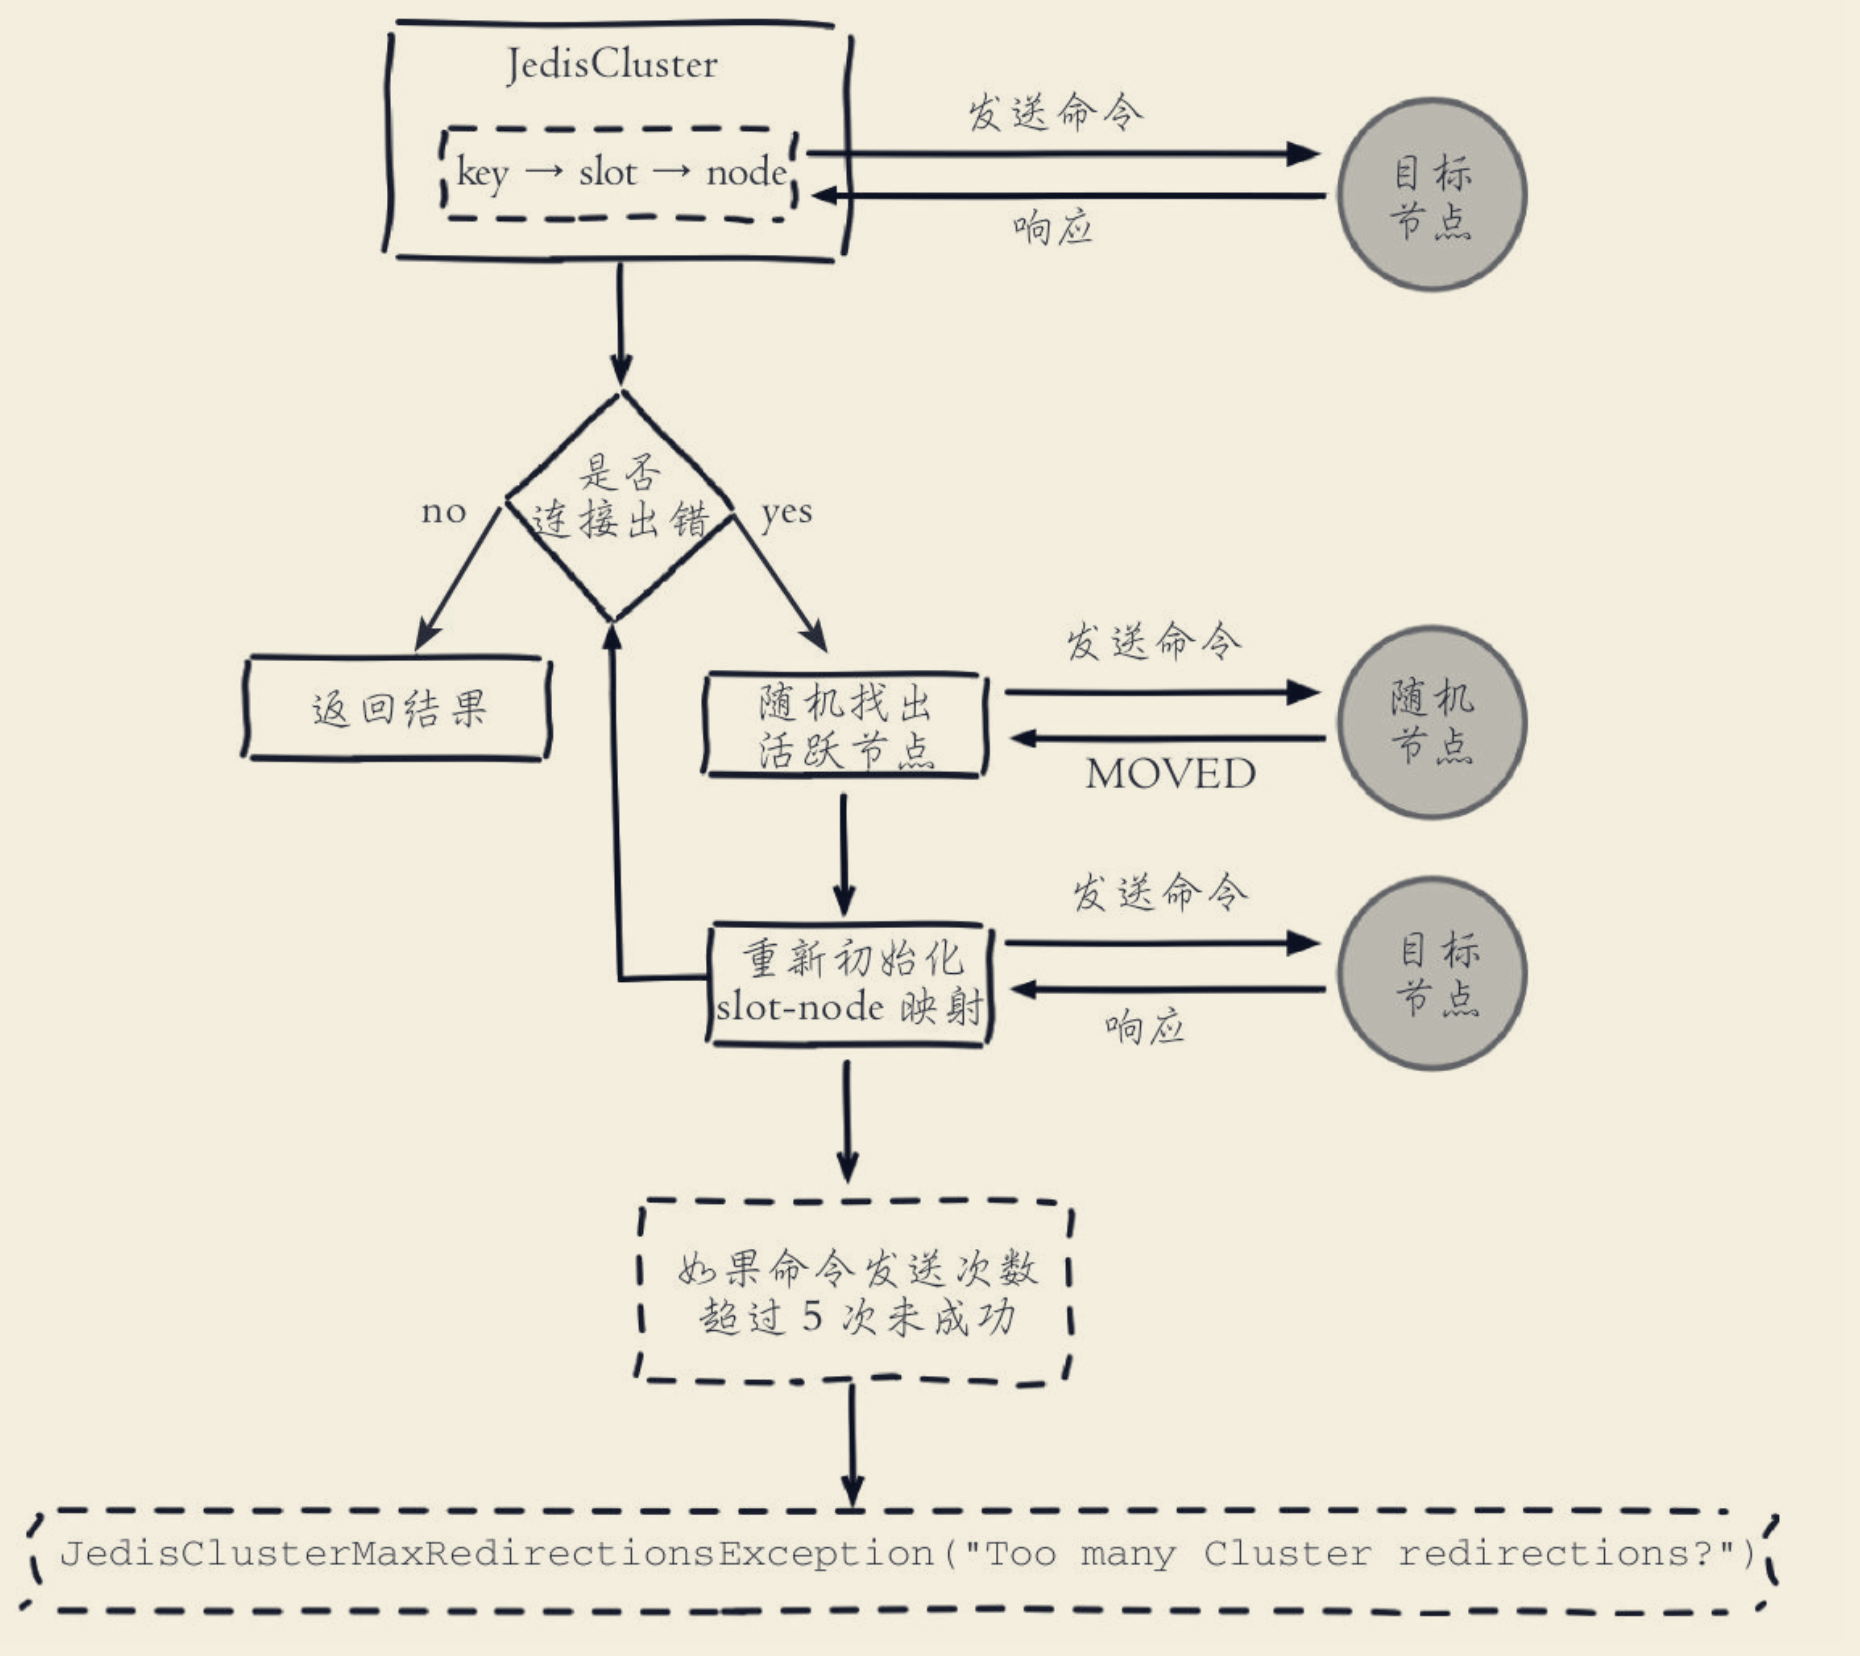 JedisCluster
key → slot → node
发送命令
响应
目标
节点
是否
连接出错
no
yes
返回结果
随机找出
活跃节点
发送命令
MOVED
随机
节点
重新初始化
slot-node 映射
发送命令
响应
目标
节点
如果命令发送次数
超过 5 次未成功
JedisClusterMaxRedirectionsException("Too many Cluster redirections?")